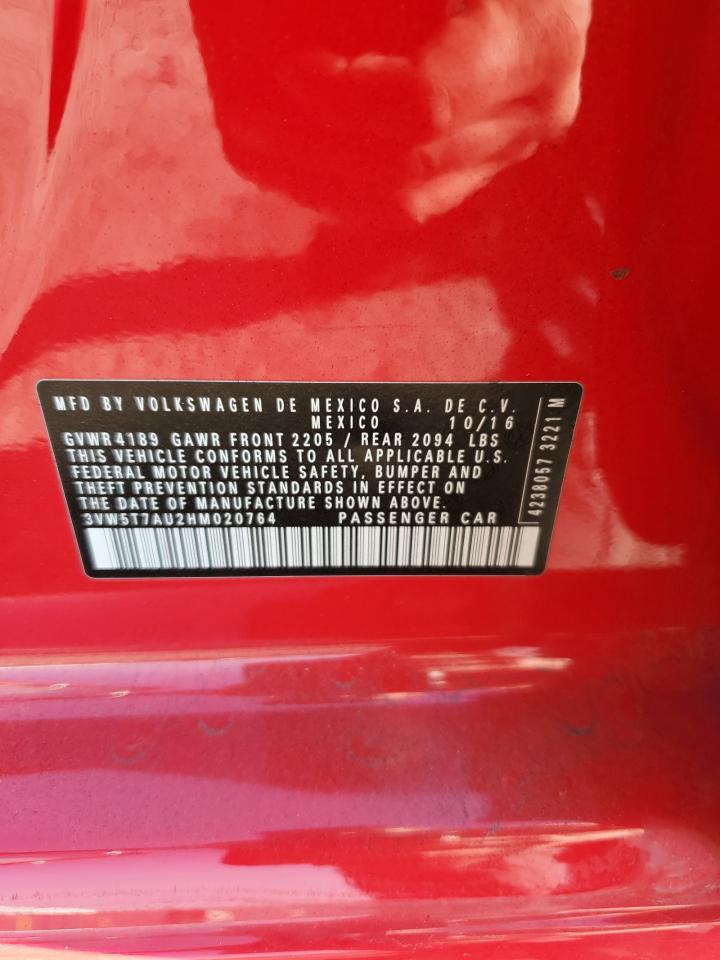 MFD BY VOLKSWAGEN DE MEXICO S.A. DE C.V.
MEXICO 10/16
GVWR4189 GAWR FRONT 2205 / REAR 2094 LBS
THIS VEHICLE CONFORMS TO ALL APPLICABLE U.S.
FEDERAL MOTOR VEHICLE SAFETY, BUMPER AND
THEFT PREVENTION STANDARDS IN EFFECT ON
THE DATE OF MANUFACTURE SHOWN ABOVE.
3VW5T7AU2HM020764 PASSENGER CAR
4238057 3221 M